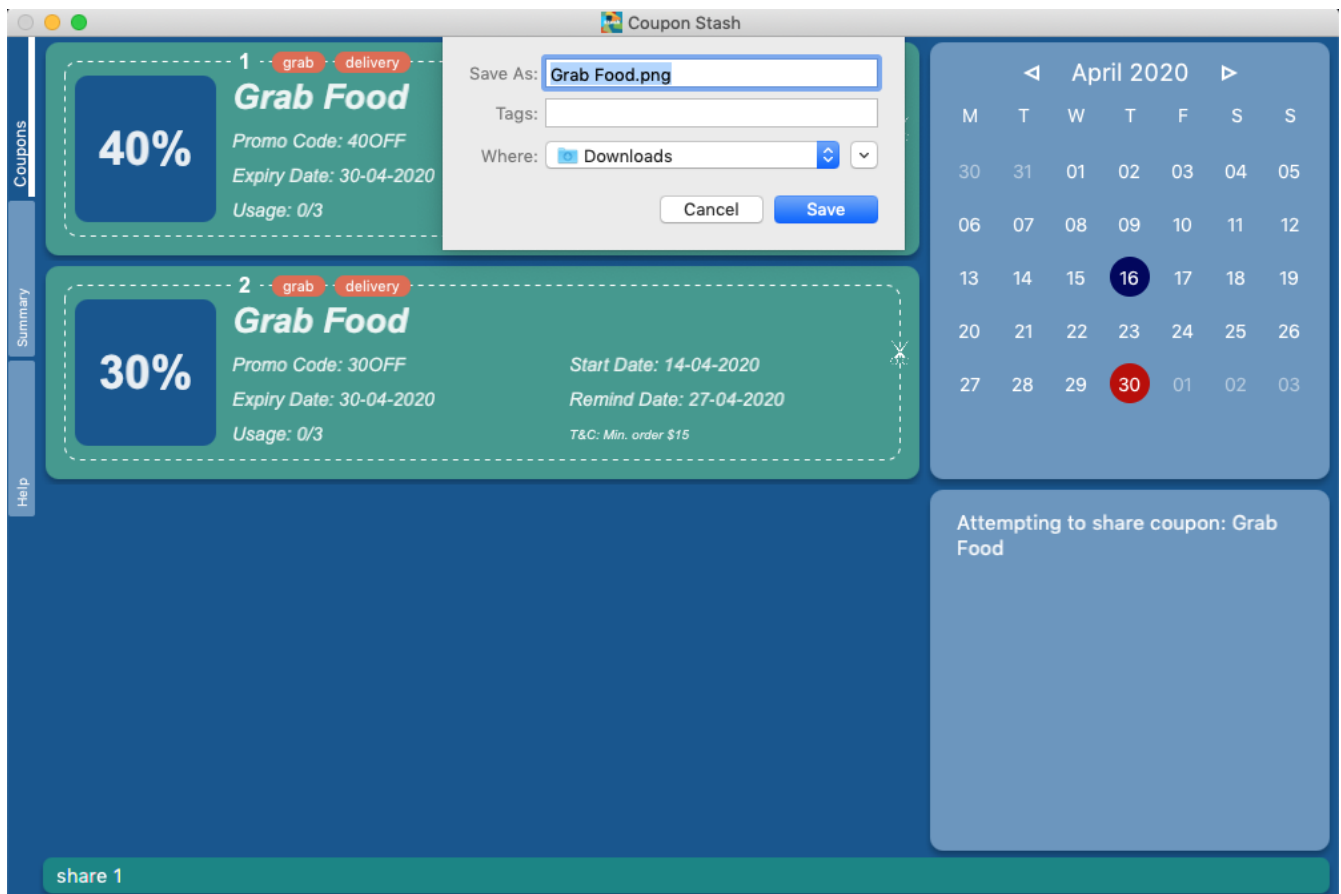 Coupon Stash
Coupons
Summary
Help
1 grab delivery
Grab Food
40%
Promo Code: 40OFF
Expiry Date: 30-04-2020
Usage: 0/3
Save As: Grab Food.png
Tags:
Where: Downloads
Cancel Save
2 grab delivery
Grab Food
30%
Promo Code: 30OFF
Start Date: 14-04-2020
Expiry Date: 30-04-2020
Remind Date: 27-04-2020
Usage: 0/3
T&C: Min. order $15
April 2020
M T W T F S S
30 31 01 02 03 04 05
06 07 08 09 10 11 12
13 14 15 16 17 18 19
20 21 22 23 24 25 26
27 28 29 30 01 02 03
Attempting to share coupon: Grab
Food
share 1